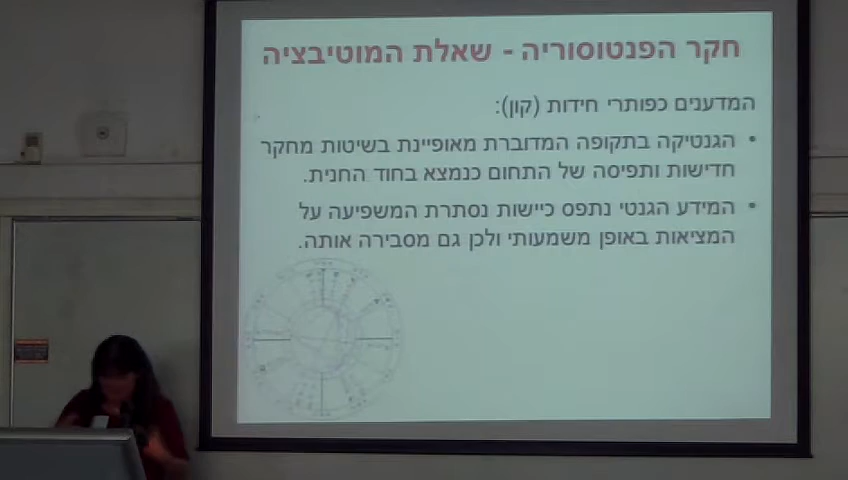 חקר הפנטוסוריה - שאלת המוטיבציה
המדענים כפותרי חידות (קון):
• הגנטיקה בתקופה המדוברת מאופיינת בשיטות מחקר
חדישות ותפיסה של התחום כנמצא בחוד החנית.
• המידע הגנטי נתפס כיישות נסתרת המשפיעה על
המציאות באופן משמעותי ולכן גם מסבירה אותה.